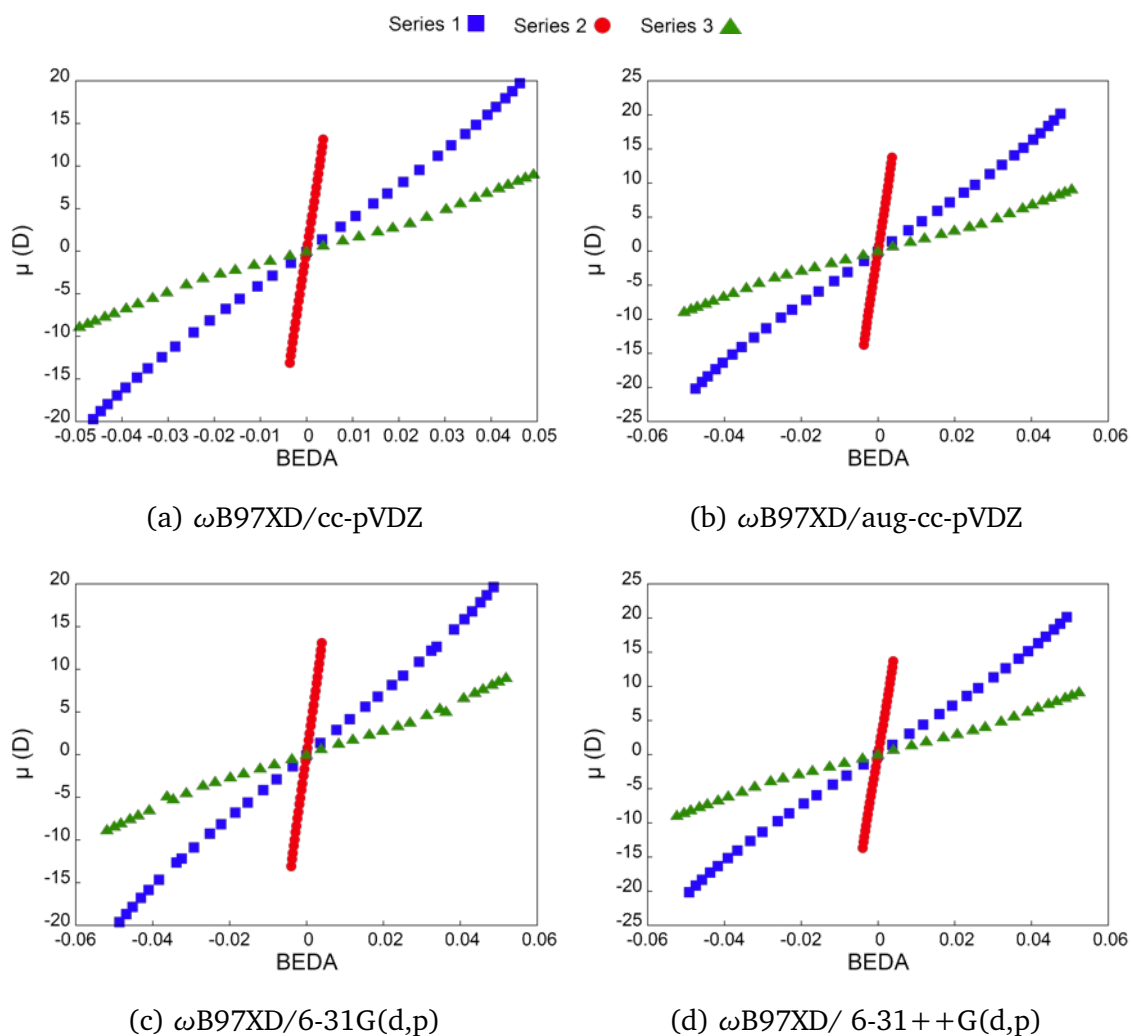 Series 1 Series 2 Series 3
20
15
10
5
0
-5
-10
-15
-20
μ (D)
-0.05 -0.04 -0.03 -0.02 -0.01 0 0.01 0.02 0.03 0.04 0.05
BEDA
(a) ωB97XD/cc-pVDZ
25
20
15
10
5
0
-5
-10
-15
-20
-25
μ (D)
-0.06 -0.04 -0.02 0 0.02 0.04 0.06
BEDA
(b) ωB97XD/aug-cc-pVDZ
20
15
10
5
0
-5
-10
-15
-20
μ (D)
-0.06 -0.04 -0.02 0 0.02 0.04 0.06
BEDA
(c) ωB97XD/6-31G(d,p)
25
20
15
10
5
0
-5
-10
-15
-20
-25
μ (D)
-0.06 -0.04 -0.02 0 0.02 0.04 0.06
BEDA
(d) ωB97XD/ 6-31++G(d,p)